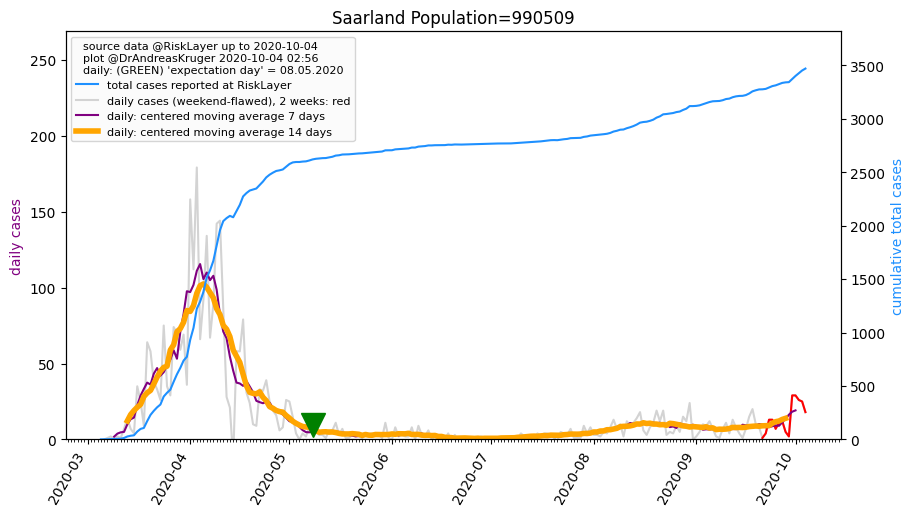 Saarland Population=990509
source data @RiskLayer up to 2020-10-04
plot @DrAndreasKruger 2020-10-04 02:56
daily: (GREEN) 'expectation day' = 08.05.2020
total cases reported at RiskLayer
daily cases (weekend-flawed), 2 weeks: red
daily: centered moving average 7 days
daily: centered moving average 14 days
daily cases
250
200
150
100
50
0
cumulative total cases
3500
3000
2500
2000
1500
1000
500
0
2020-03
2020-04
2020-05
2020-06
2020-07
2020-08
2020-09
2020-10